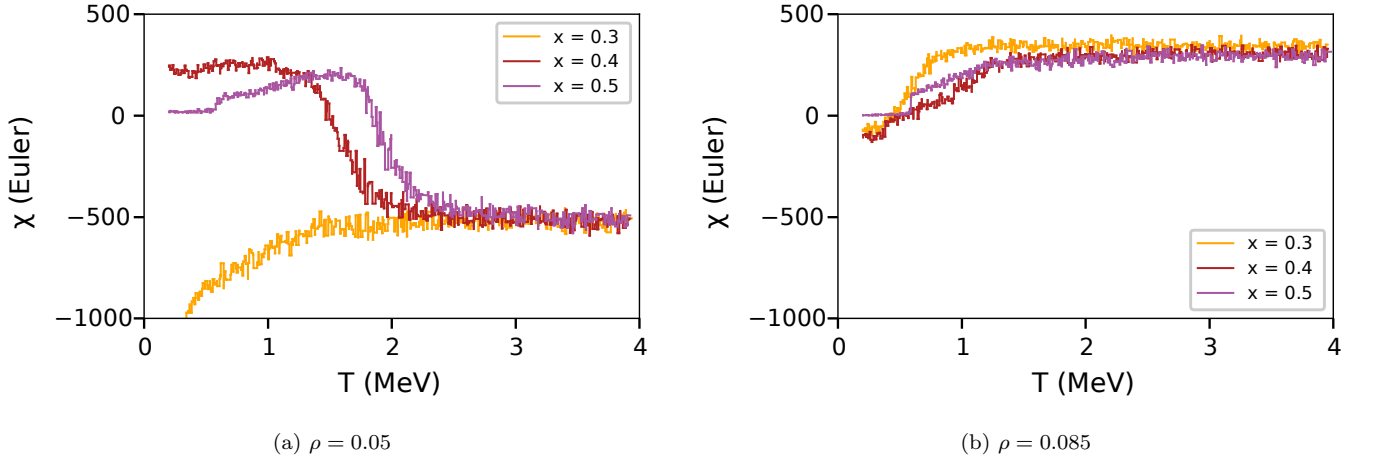 500
0
−500
−1000
χ (Euler)
0
1
2
3
4
T (MeV)
x = 0.3
x = 0.4
x = 0.5
(a) ρ = 0.05
500
0
−500
−1000
χ (Euler)
0
1
2
3
4
T (MeV)
x = 0.3
x = 0.4
x = 0.5
(b) ρ = 0.085